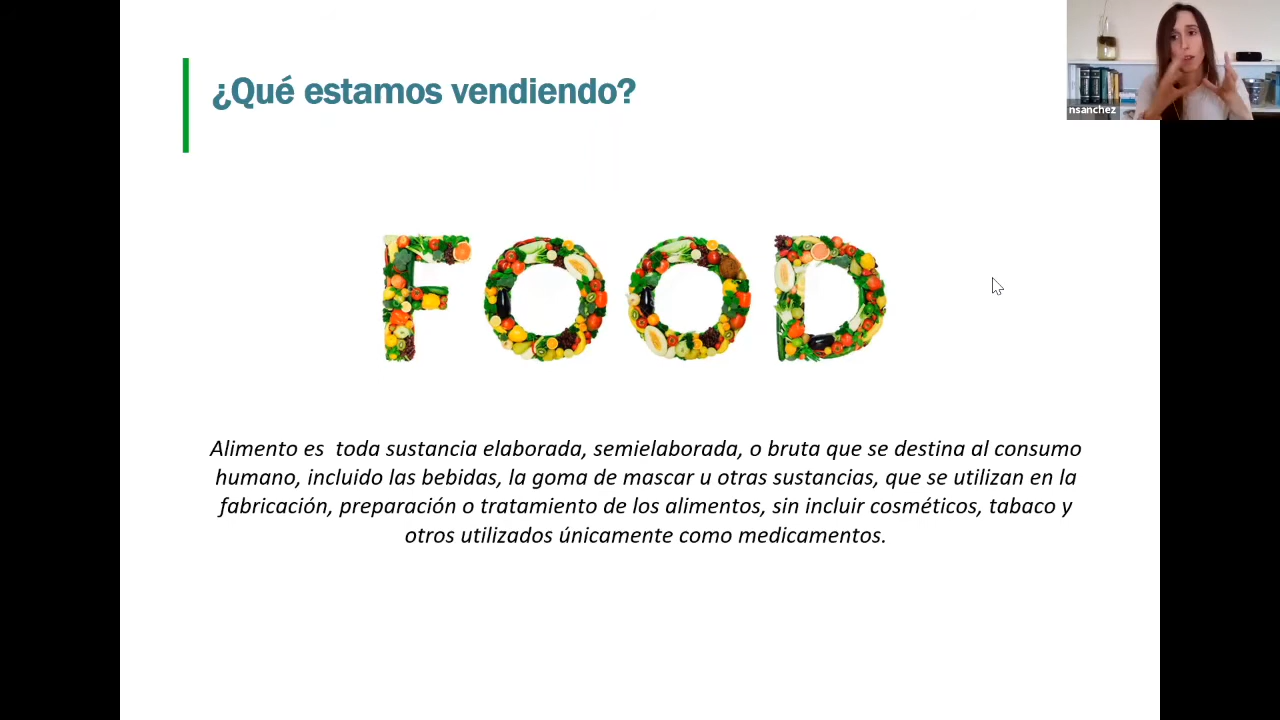 ¿Qué estamos vendiendo?
nsanchez
FOOD
Alimento es  toda sustancia elaborada, semielaborada, o bruta que se destina al consumo
humano, incluido las bebidas, la goma de mascar u otras sustancias, que se utilizan en la
fabricación, preparación o tratamiento de los alimentos, sin incluir cosméticos, tabaco y
otros utilizados únicamente como medicamentos.